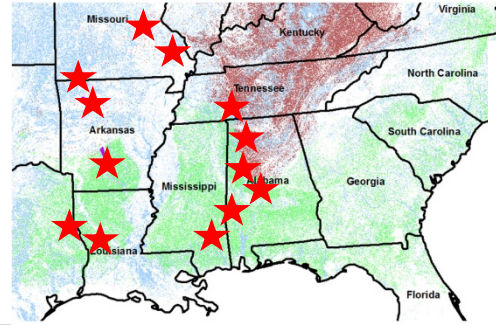 Virginia
Missouri
Kentucky
Tennessee
North Carolina
Arkansas
South Carolina
Mississippi
Alabama
Georgia
Louisiana
Florida